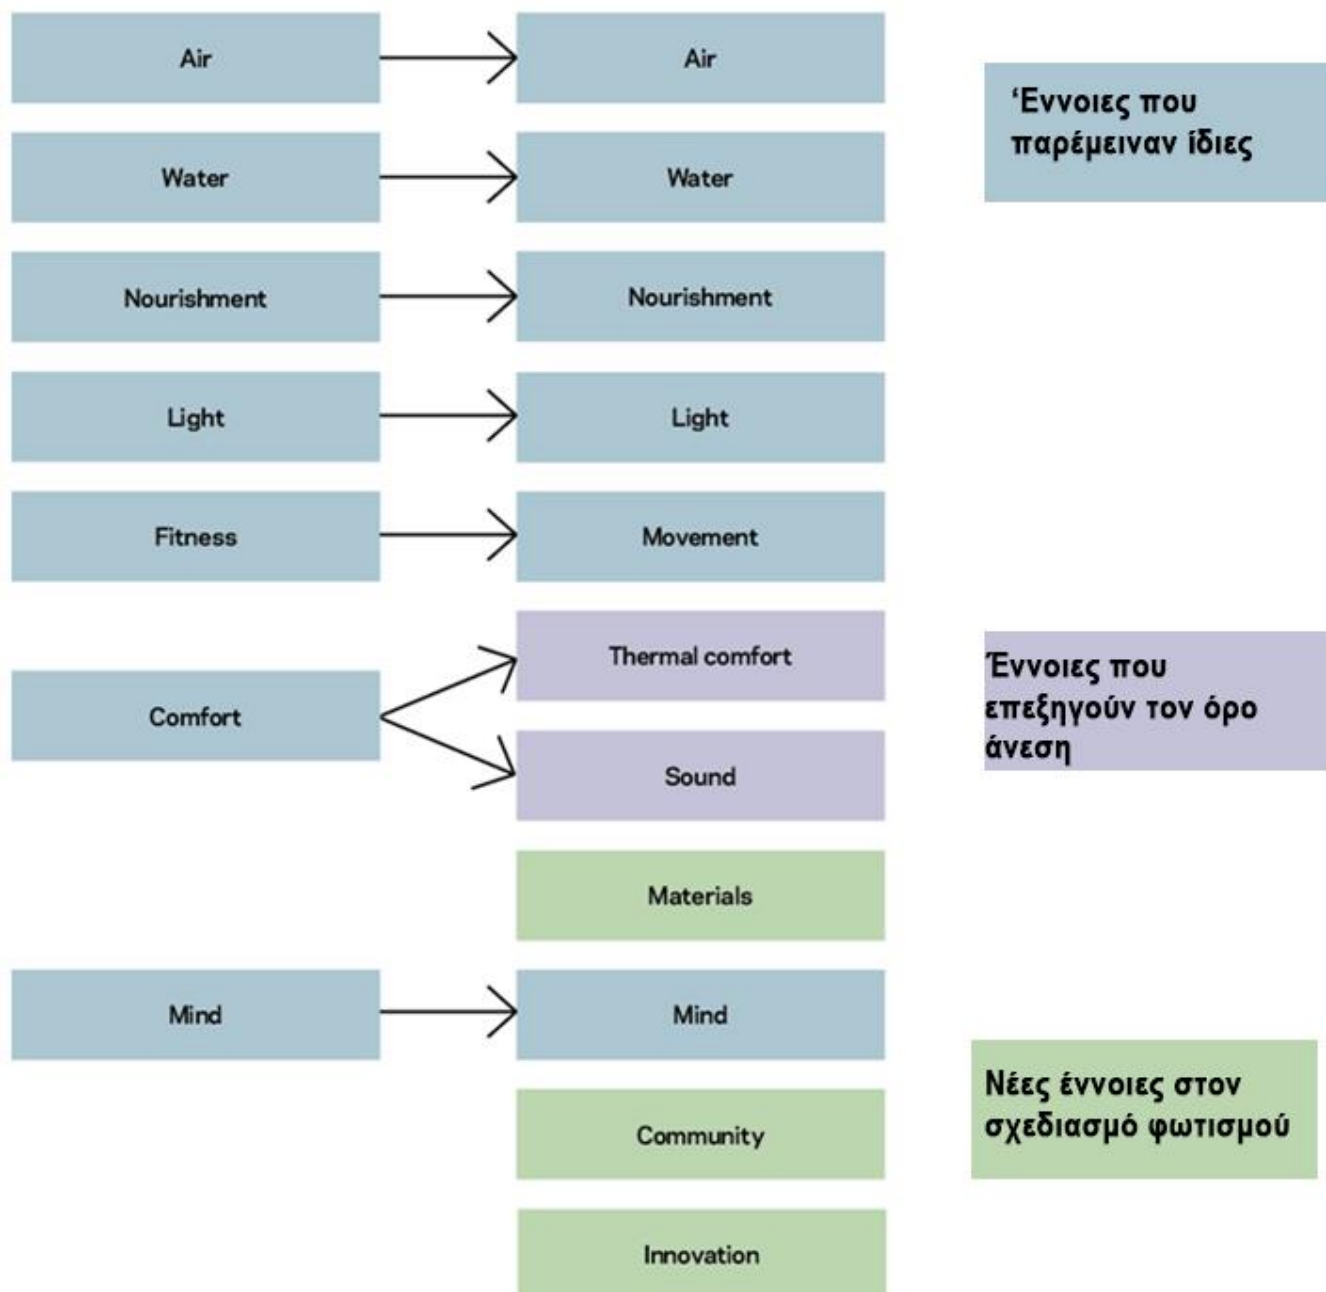 Air
Air
Water
Water
Nourishment
Nourishment
Light
Light
Fitness
Movement
Comfort
Thermal comfort
Sound
Materials
Mind
Mind
Community
Innovation
‘Εννοιες που
παρέμειναν ίδιες
Έννοιες που
επεξηγούν τον όρο
άνεση
Νέες έννοιες στον
σχεδιασμό φωτισμού